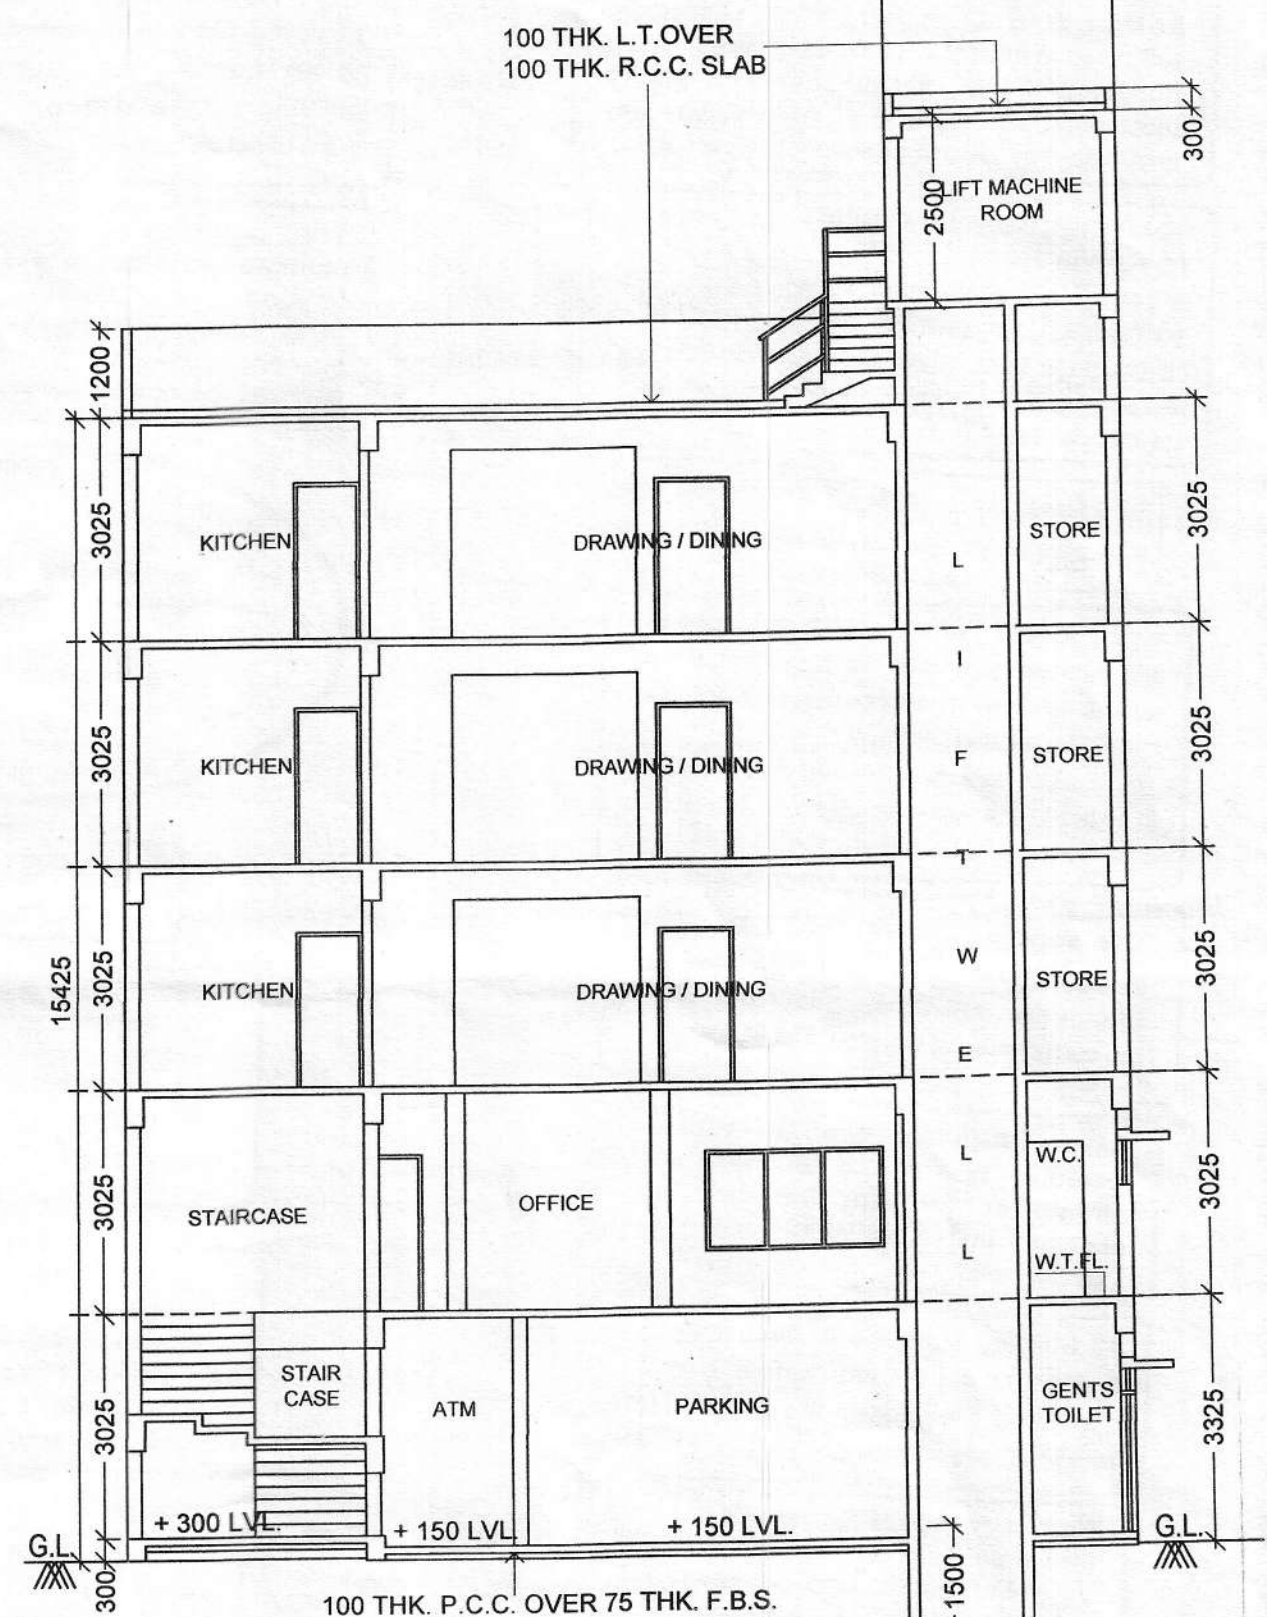 100 THK. L.T.OVER
100 THK. R.C.C. SLAB
300
2500
LIFT MACHINE
ROOM
1200
3025
KITCHEN
DRAWING / DINING
STORE
3025
3025
KITCHEN
DRAWING / DINING
STORE
3025
15425
3025
KITCHEN
DRAWING / DINING
STORE
3025
L
I
F
T
W
E
L
L
3025
STAIRCASE
OFFICE
W.C.
W.T.FL.
3025
3025
STAIR
CASE
ATM
PARKING
GENTS
TOILET
3325
+ 300 LVL.
+ 150 LVL.
+ 150 LVL.
G.L.
G.L.
300
1500
100 THK. P.C.C. OVER 75 THK. F.B.S.